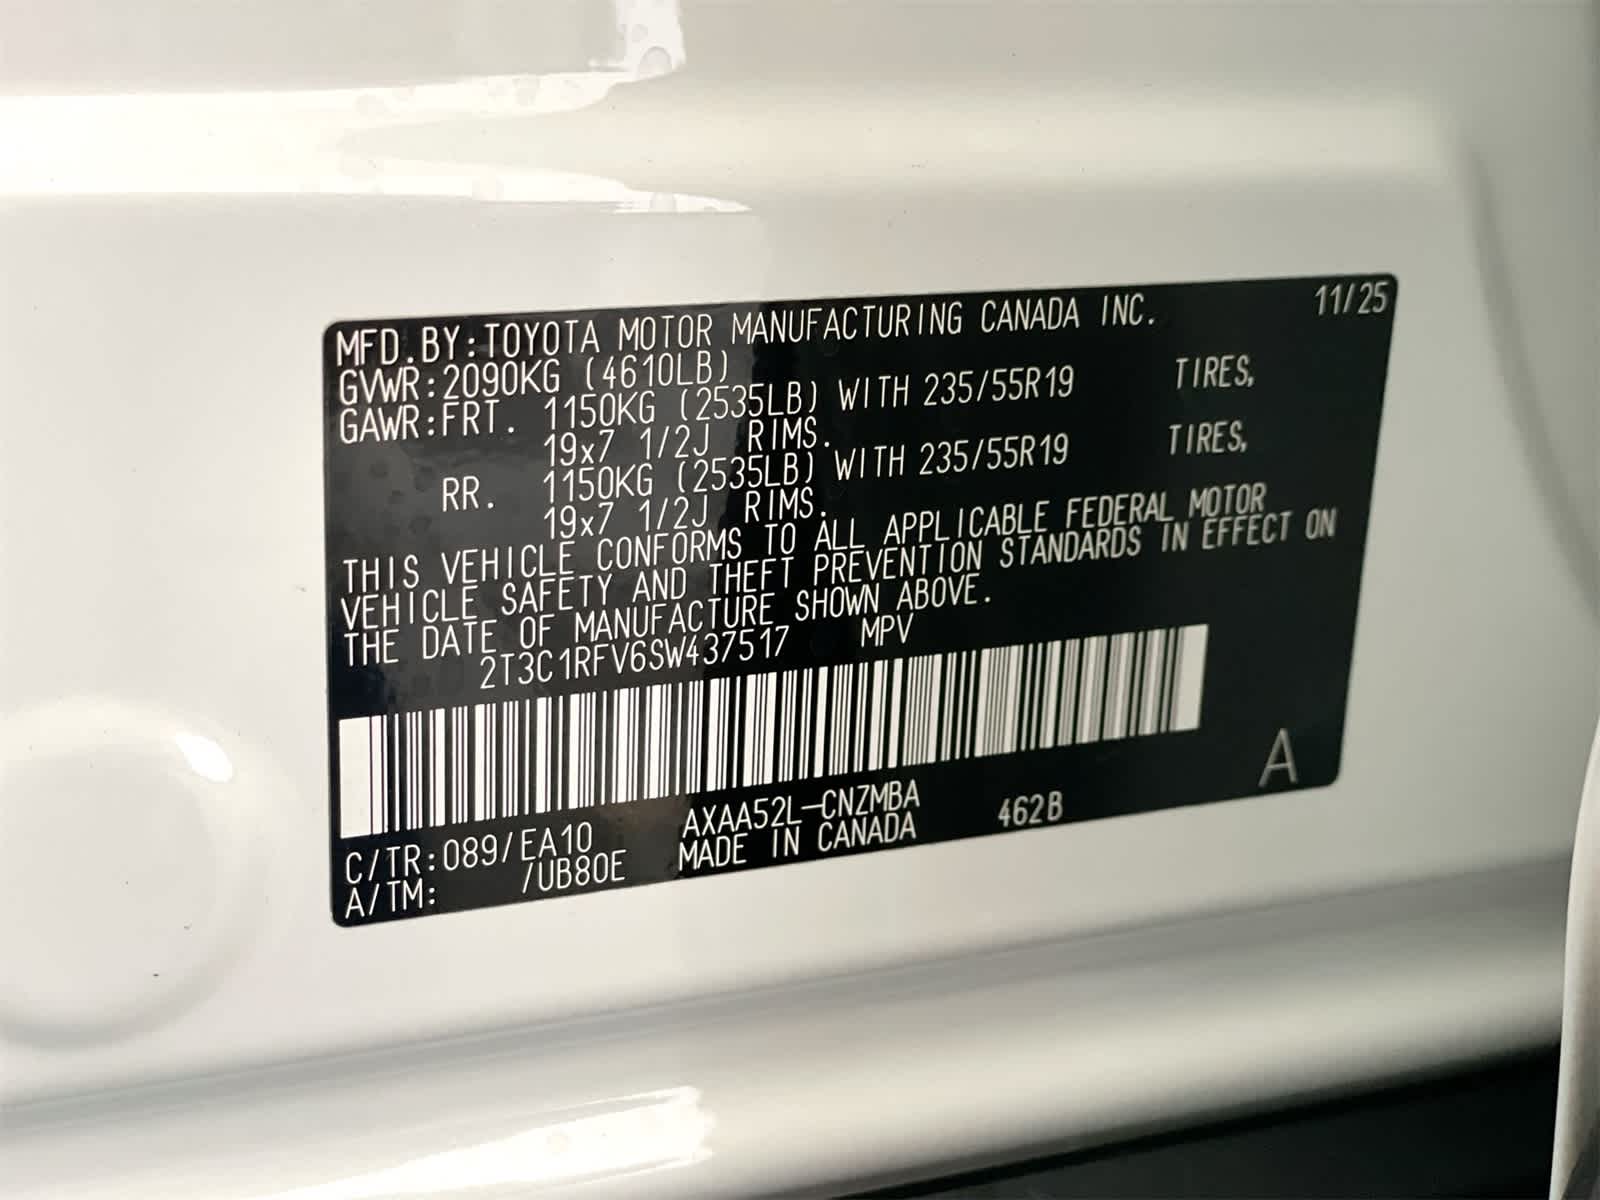 MFD.BY:TOYOTA MOTOR MANUFACTURING CANADA INC. 11/25
GVWR:2090KG (4610LB)
GAWR:FRT. 1150KG (2535LB) WITH 235/55R19 TIRES,
19x7 1/2J RIMS.
RR. 1150KG (2535LB) WITH 235/55R19 TIRES,
19x7 1/2J RIMS.
THIS VEHICLE CONFORMS TO ALL APPLICABLE FEDERAL MOTOR
VEHICLE SAFETY AND THEFT PREVENTION STANDARDS IN EFFECT ON
THE DATE OF MANUFACTURE SHOWN ABOVE.
2T3C1RFV6SW437517 MPV
A
C/TR:089/EA10 AXAA52L-CNZMBA 462B
A/TM: /UB80E MADE IN CANADA